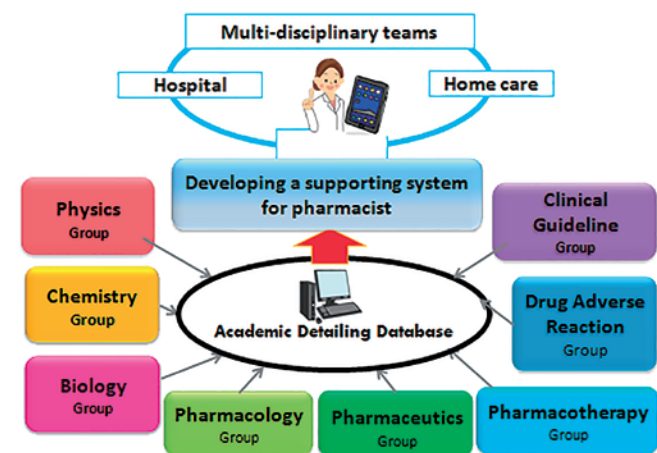 Multi-disciplinary teams
Hospital
Home care
Developing a supporting system
for pharmacist
Physics
Group
Clinical
Guideline
Group
Chemistry
Group
Academic Detailing Database
Drug Adverse
Reaction
Group
Biology
Group
Pharmacology
Group
Pharmaceutics
Group
Pharmacotherapy
Group